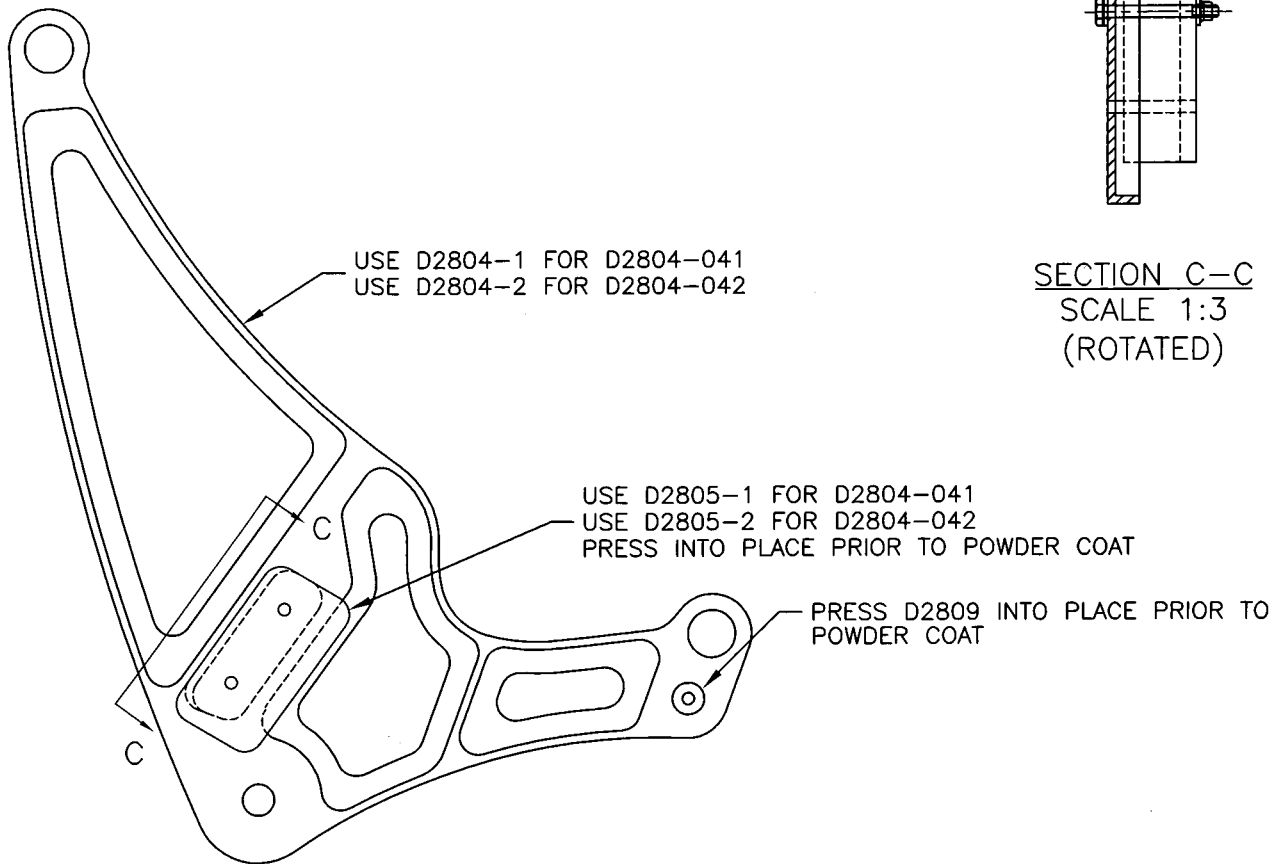 USE D2804-1 FOR D2804-041
USE D2804-2 FOR D2804-042
SECTION C-C
SCALE 1:3
(ROTATED)
USE D2805-1 FOR D2804-041
USE D2805-2 FOR D2804-042
PRESS INTO PLACE PRIOR TO POWDER COAT
C
PRESS D2809 INTO PLACE PRIOR TO
POWDER COAT
C